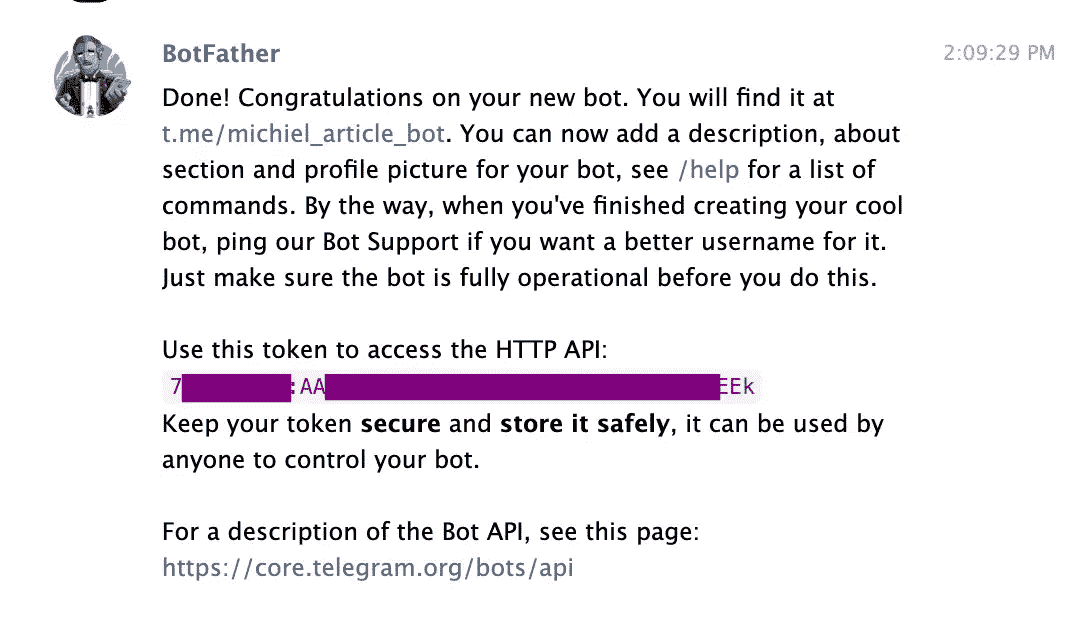 BotFather
2:09:29 PM
Done! Congratulations on your new bot. You will find it at
t.me/michiel_article_bot. You can now add a description, about
section and profile picture for your bot, see /help for a list of
commands. By the way, when you've finished creating your cool
bot, ping our Bot Support if you want a better username for it.
Just make sure the bot is fully operational before you do this.
Use this token to access the HTTP API:
7 :AA EEk
Keep your token secure and store it safely, it can be used by
anyone to control your bot.
For a description of the Bot API, see this page:
https://core.telegram.org/bots/api